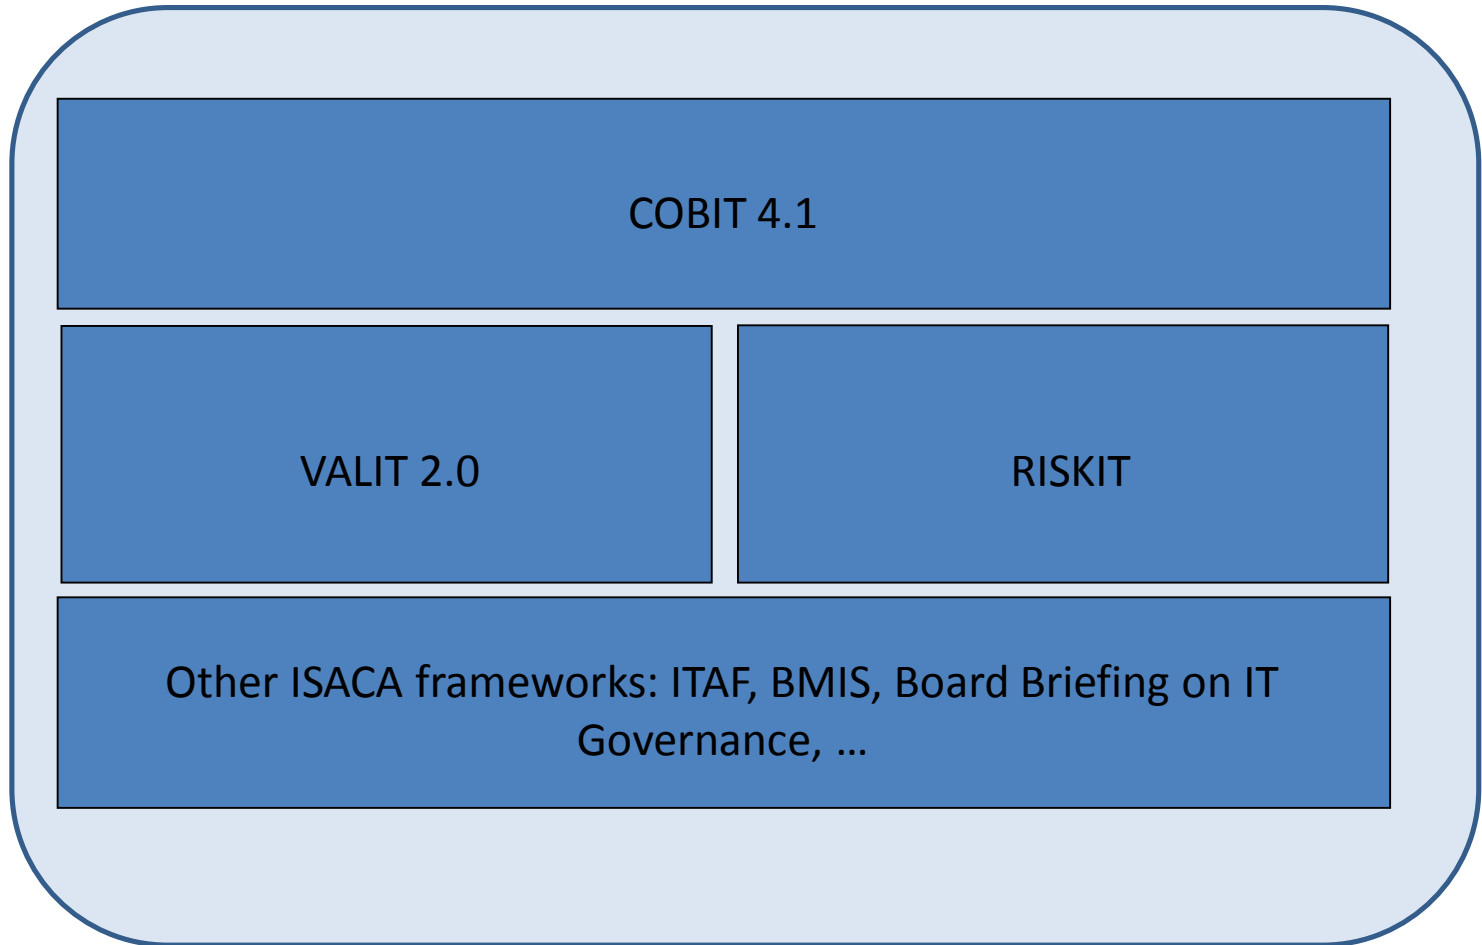 COBIT 4.1
VALIT 2.0
RISKIT
Other ISACA frameworks: ITAF, BMIS, Board Briefing on IT
Governance, …